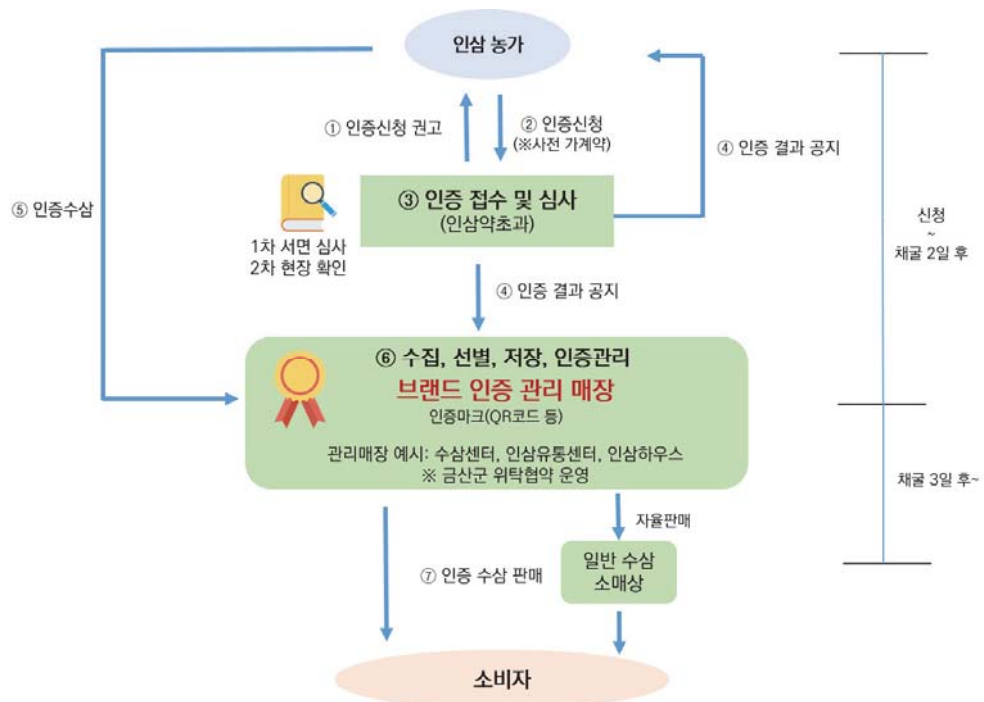 인삼 농가
① 인증신청 권고
② 인증신청
(※사전 가계약)
④ 인증 결과 공지
⑤ 인증수삼
③ 인증 접수 및 심사
(인삼약초과)
1차 서면 심사
2차 현장 확인
신청
~
채굴 2일 후
④ 인증 결과 공지
⑥ 수집, 선별, 저장, 인증관리
브랜드 인증 관리 매장
인증마크(QR코드 등)
관리매장 예시: 수삼센터, 인삼유통센터, 인삼하우스
※ 금산군 위탁협약 운영
채굴 3일 후~
자율판매
⑦ 인증 수삼 판매
일반 수삼
소매상
소비자